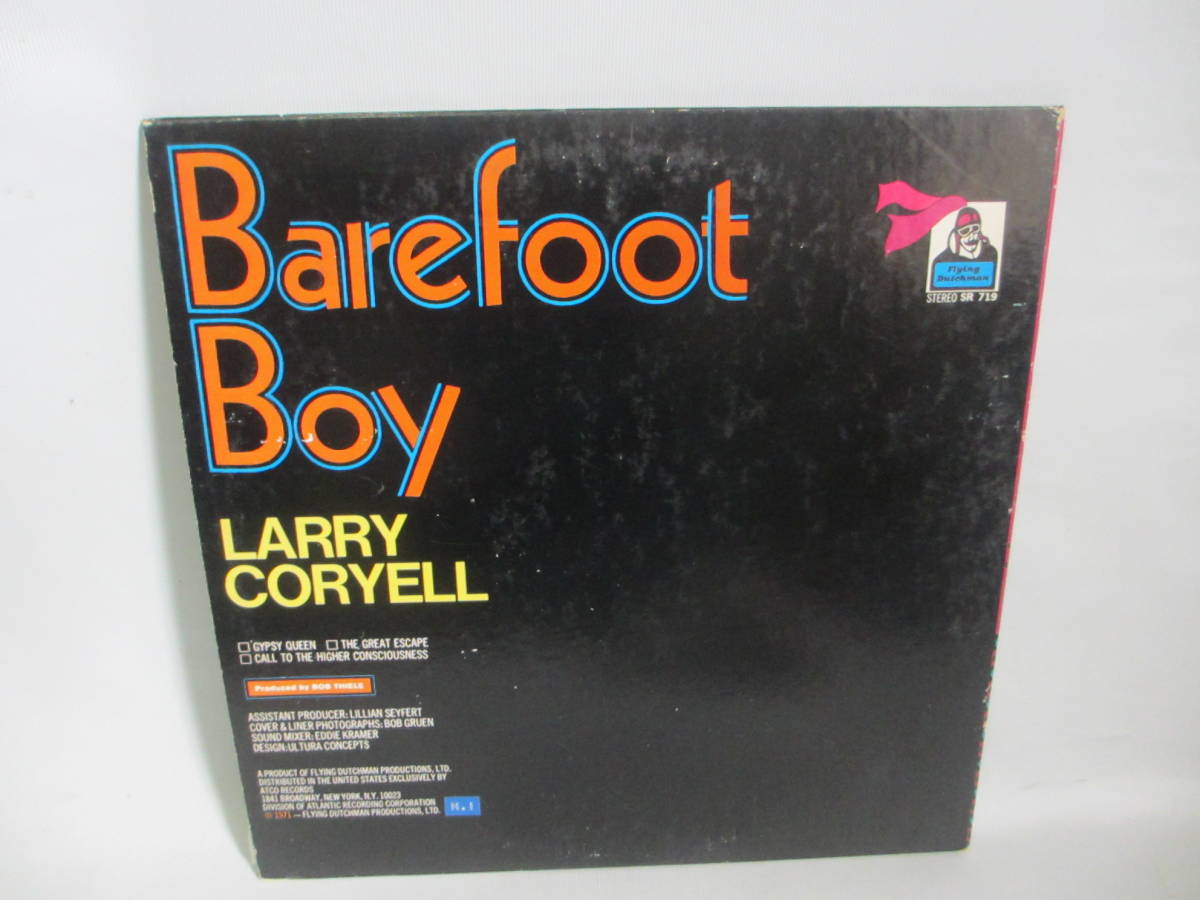 Barefoot
Boy
LARRY
CORYELL
Flying
Dutchman
STEREO SR 719
GYPSY QUEEN THE GREAT ESCAPE
CALL TO THE HIGHER CONSCIOUSNESS
Produced by BOB THIELE
ASSISTANT PRODUCER: LILLIAN SEYFERT
COVER & LINER PHOTOGRAPHS: BOB GRUEN
SOUND MIXER: EDDIE KRAMER
DESIGN: ULTURA CONCEPTS
A PRODUCT OF FLYING DUTCHMAN PRODUCTIONS, LTD.
DISTRIBUTED IN THE UNITED STATES EXCLUSIVELY BY
ATCO RECORDS
1841 BROADWAY, NEW YORK, N.Y. 10023
DIVISION OF ATLANTIC RECORDING CORPORATION
℗ 1971 — FLYING DUTCHMAN PRODUCTIONS, LTD.